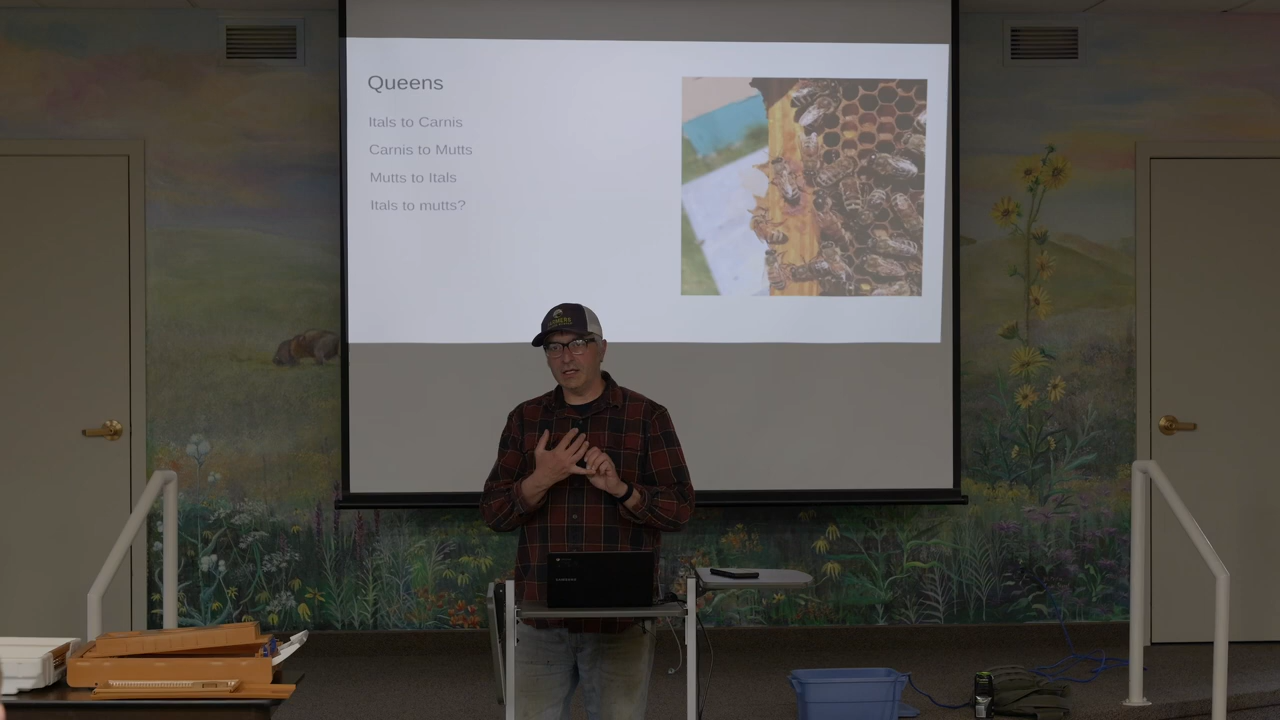 Queens
Itals to Carnis
Carnis to Mutts
Mutts to Itals
Itals to mutts?